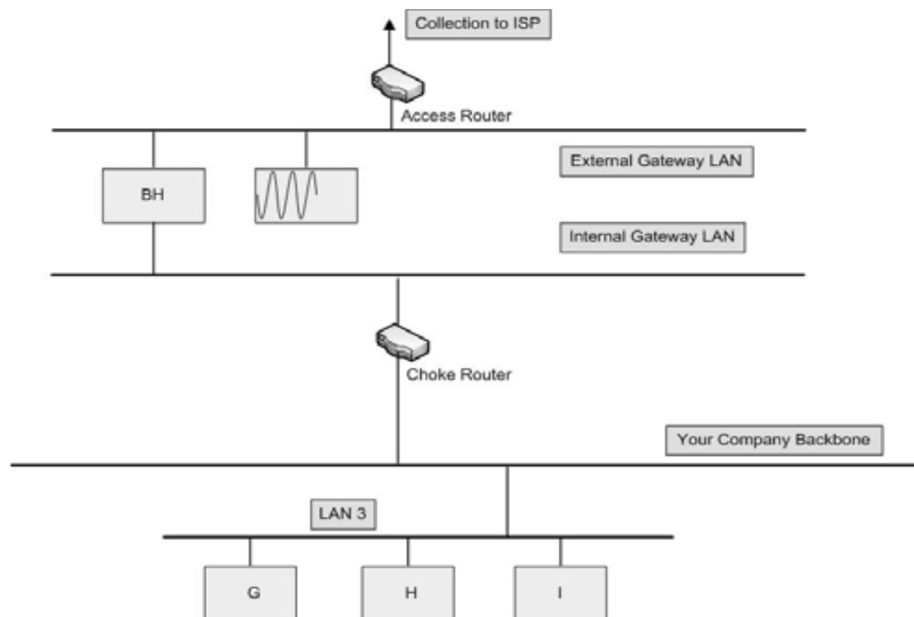 Collection to ISP
Access Router
External Gateway LAN
BH
Internal Gateway LAN
Choke Router
Your Company Backbone
LAN 3
G
H
I